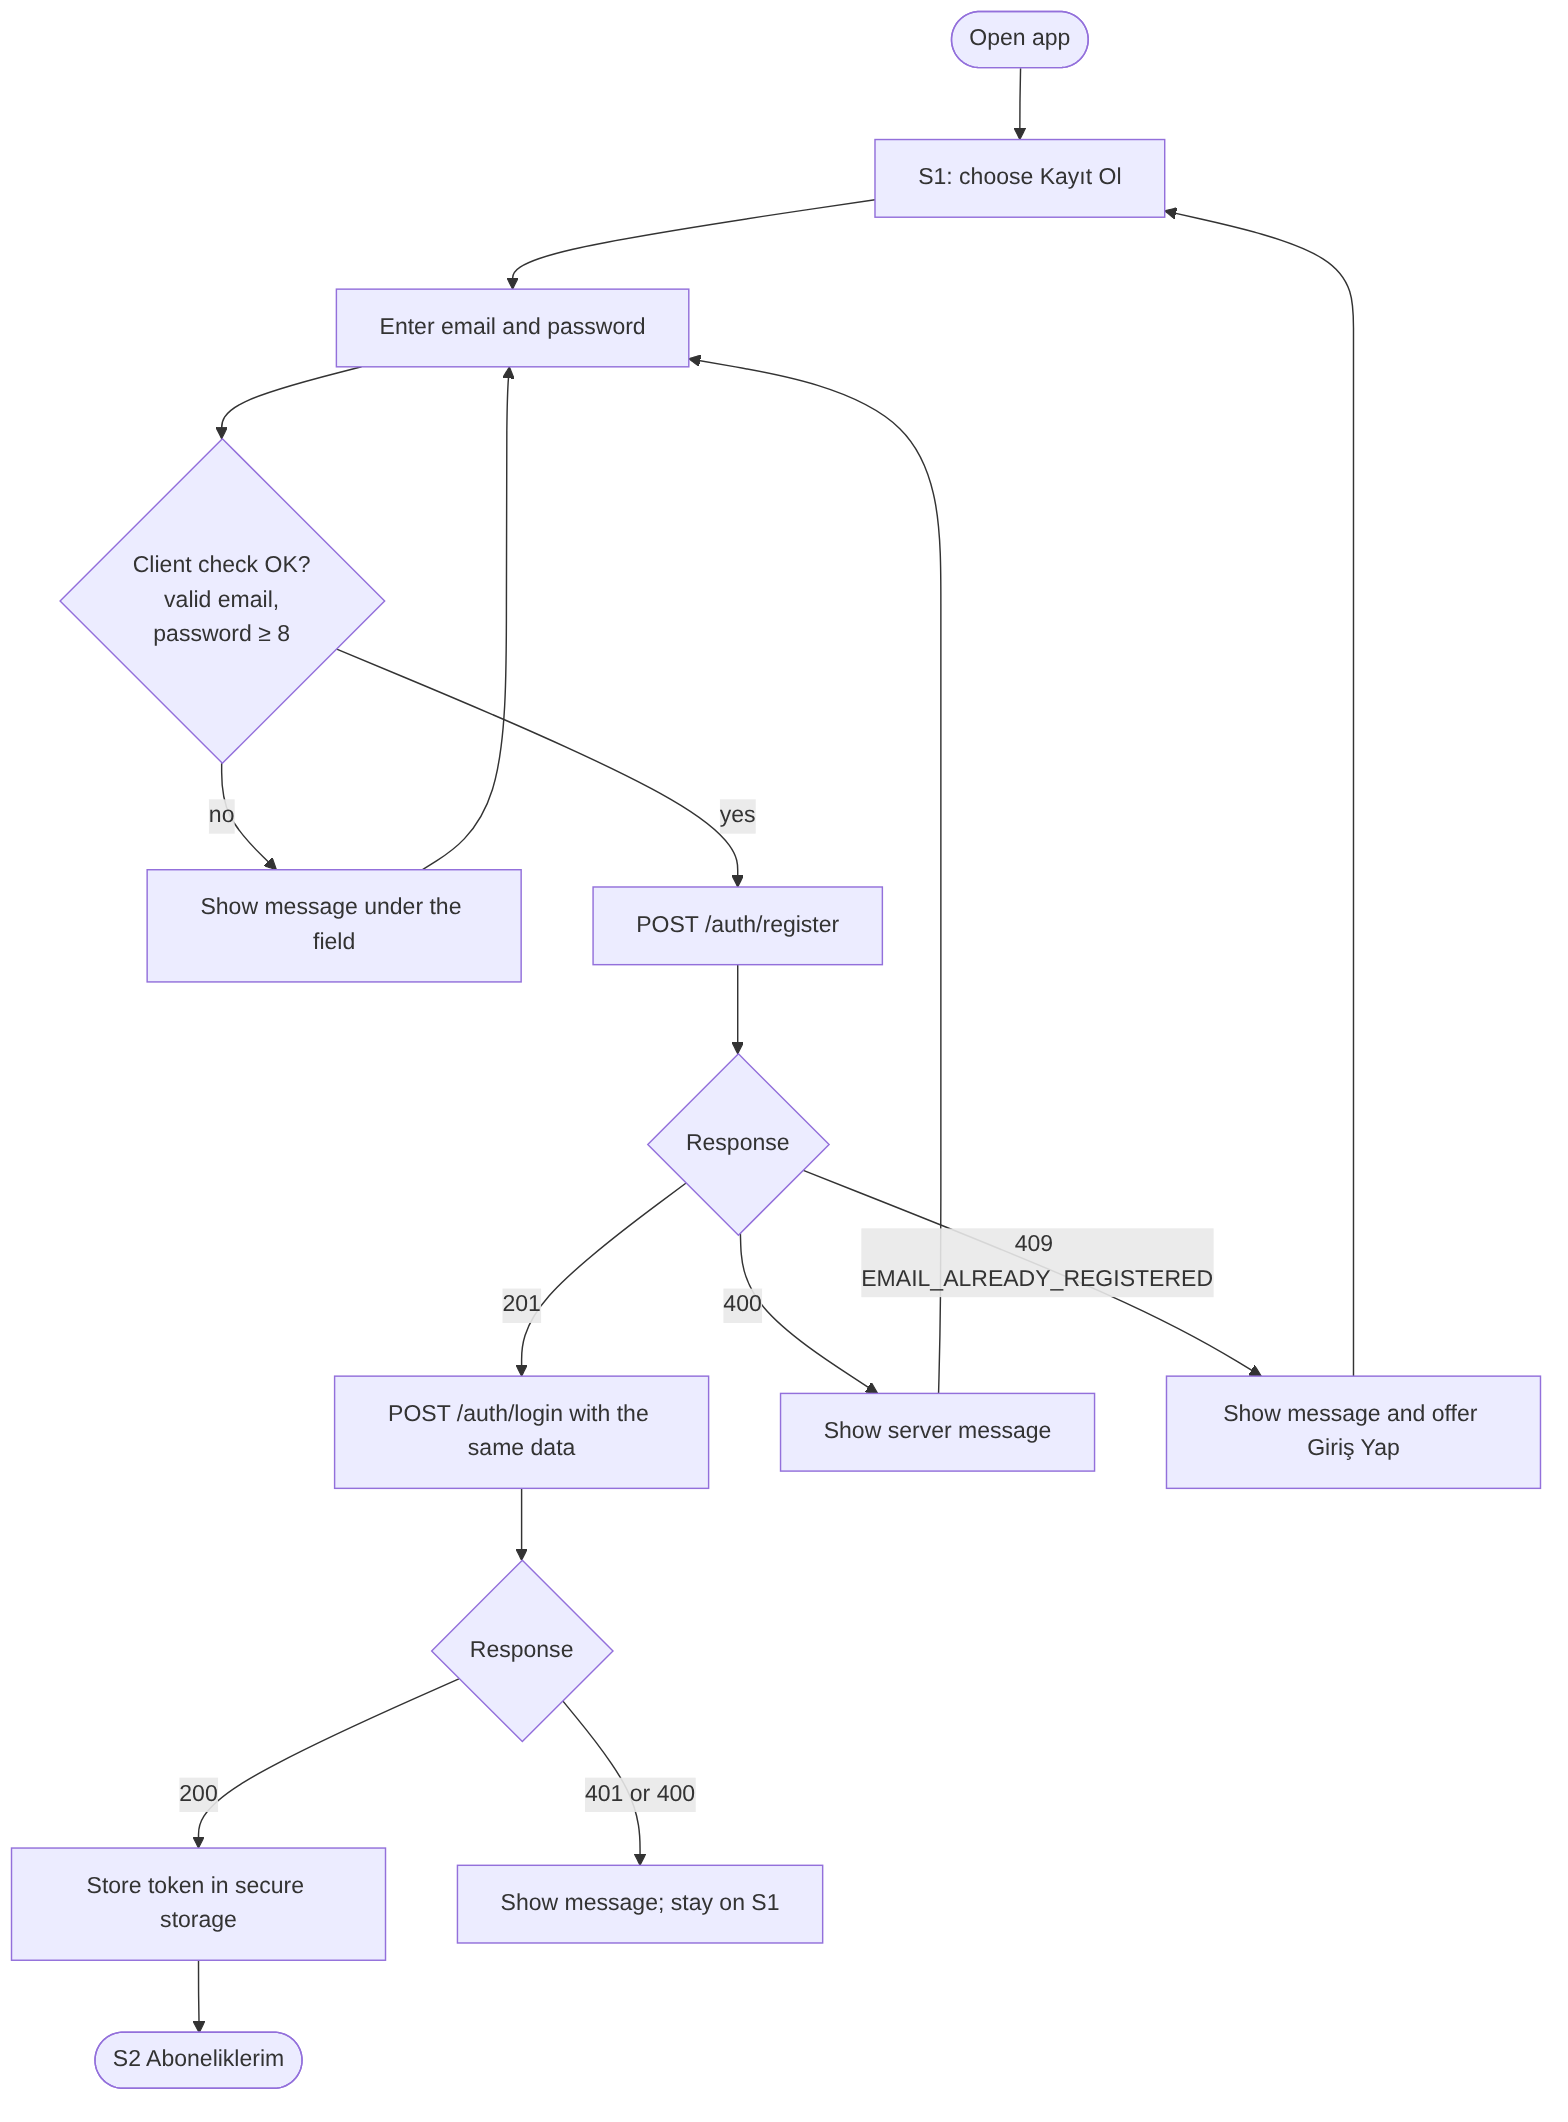 Open app
S1: choose Kayıt Ol
Enter email and password
Client check OK?
valid email,
password ≥ 8
no
yes
Show message under the
field
POST /auth/register
Response
409
EMAIL_ALREADY_REGISTERED
201
400
POST /auth/login with the
same data
Show server message
Show message and offer
Giriş Yap
Response
200
401 or 400
Store token in secure
storage
Show message; stay on S1
S2 Aboneliklerim